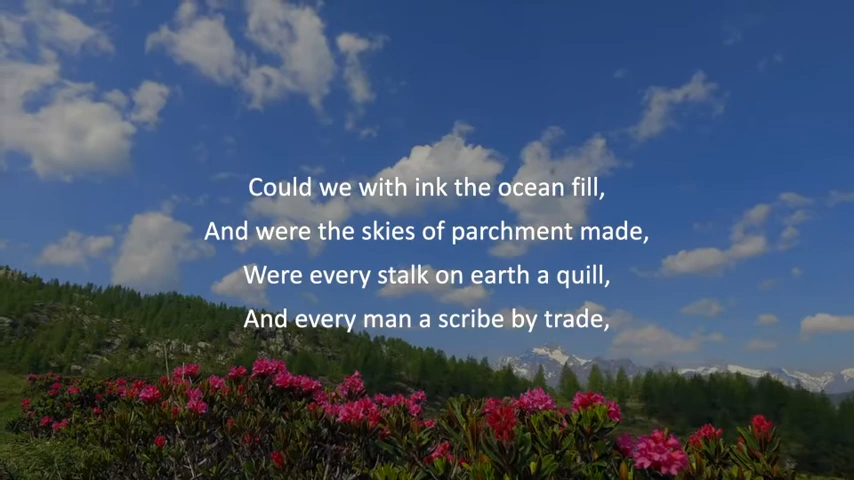 Could we with ink the ocean fill,
And were the skies of parchment made,
Were every stalk on earth a quill,
And every man a scribe by trade,